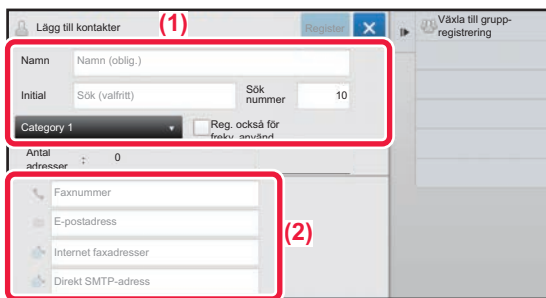 Lägg till kontakter
(1)
Register
Växla till grupp-
registrering
Namn
Namn (oblig.)
Initial
Sök (valfritt)
Sök
nummer
10
Category 1
Reg. också för
frekv. använd
Antal
adresser
:
0
Faxnummer
E-postadress
(2)
Internet faxadresser
Direkt SMTP-adress